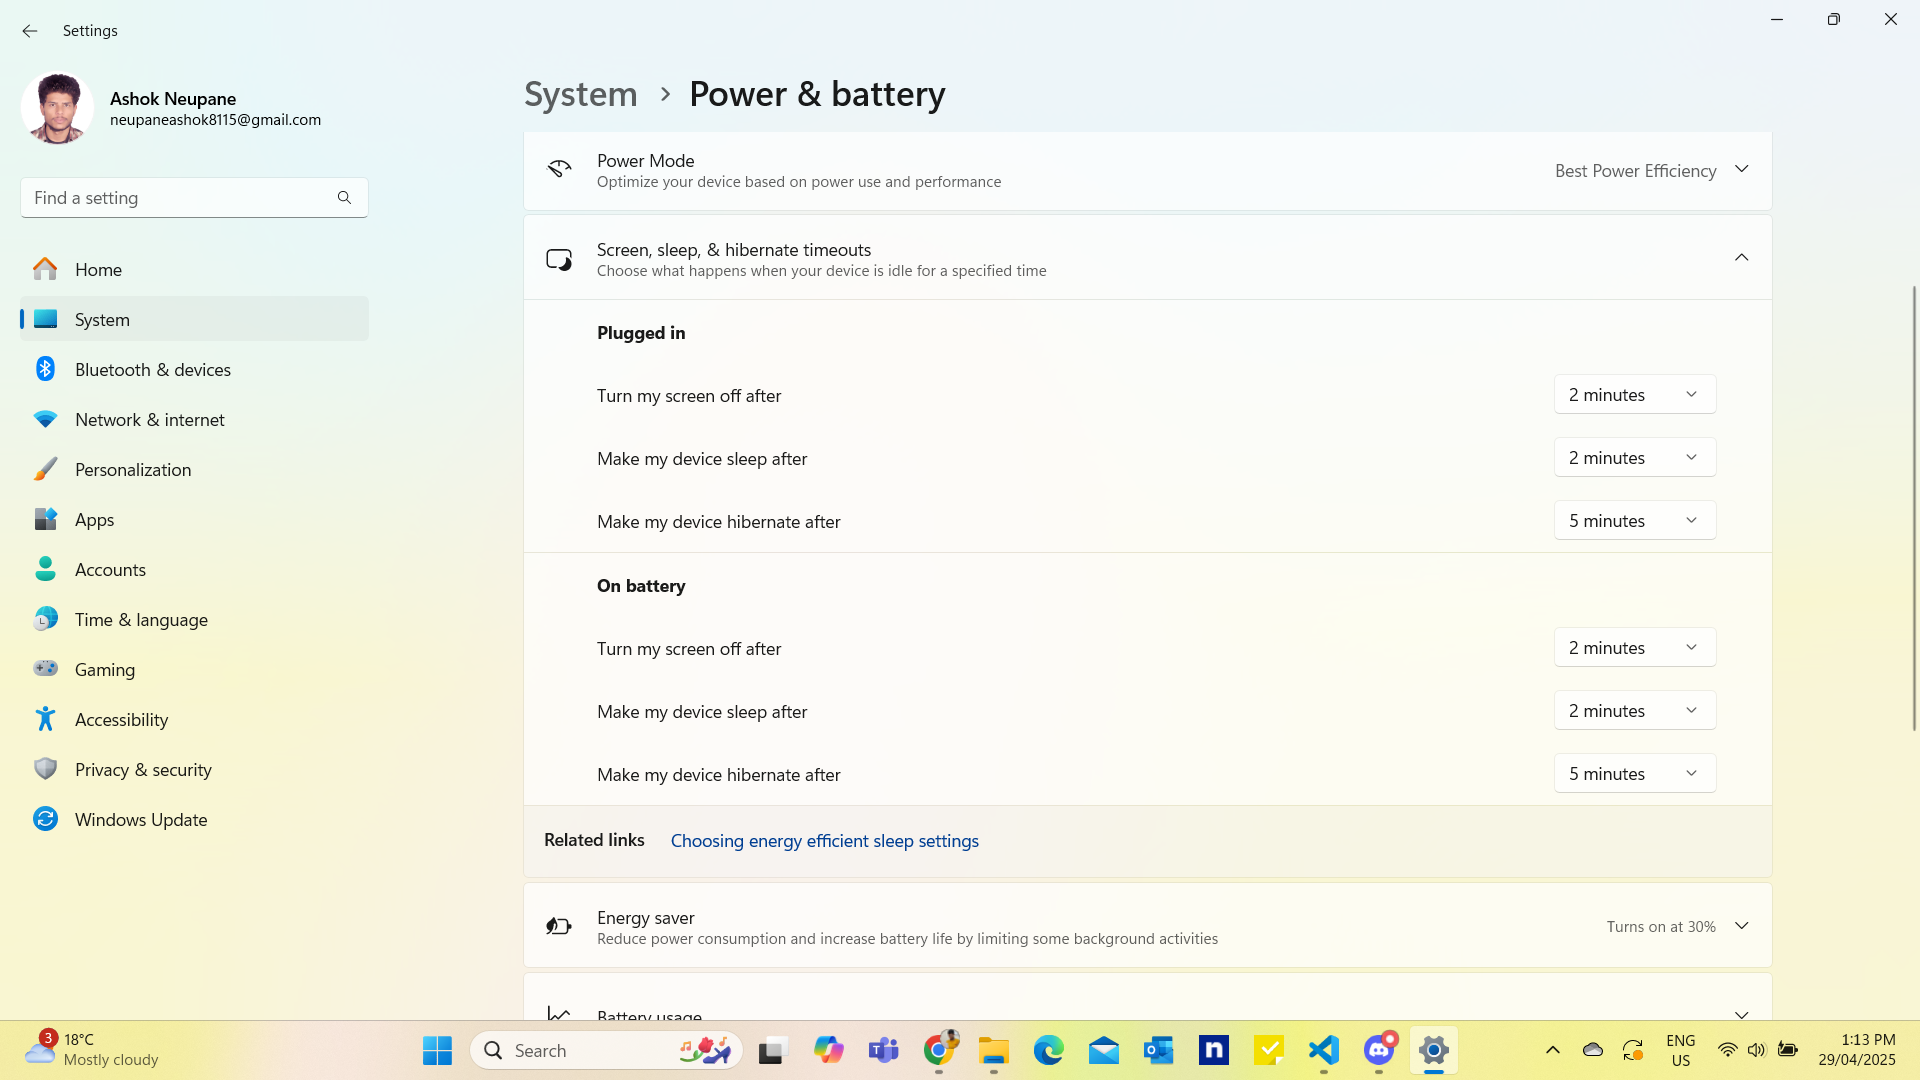 Settings
Ashok Neupane
neupaneashok8115@gmail.com
Find a setting
Home
System
Bluetooth & devices
Network & internet
Personalization
Apps
Accounts
Time & language
Gaming
Accessibility
Privacy & security
Windows Update
System > Power & battery
Power Mode
Optimize your device based on power use and performance
Best Power Efficiency
Screen, sleep, & hibernate timeouts
Choose what happens when your device is idle for a specified time
Plugged in
Turn my screen off after 2 minutes
Make my device sleep after 2 minutes
Make my device hibernate after 5 minutes
On battery
Turn my screen off after 2 minutes
Make my device sleep after 2 minutes
Make my device hibernate after 5 minutes
Related links Choosing energy efficient sleep settings
Energy saver
Reduce power consumption and increase battery life by limiting some background activities
Turns on at 30%
Battery usage
3
18°C
Mostly cloudy
Search
ENG
US
1:13 PM
29/04/2025